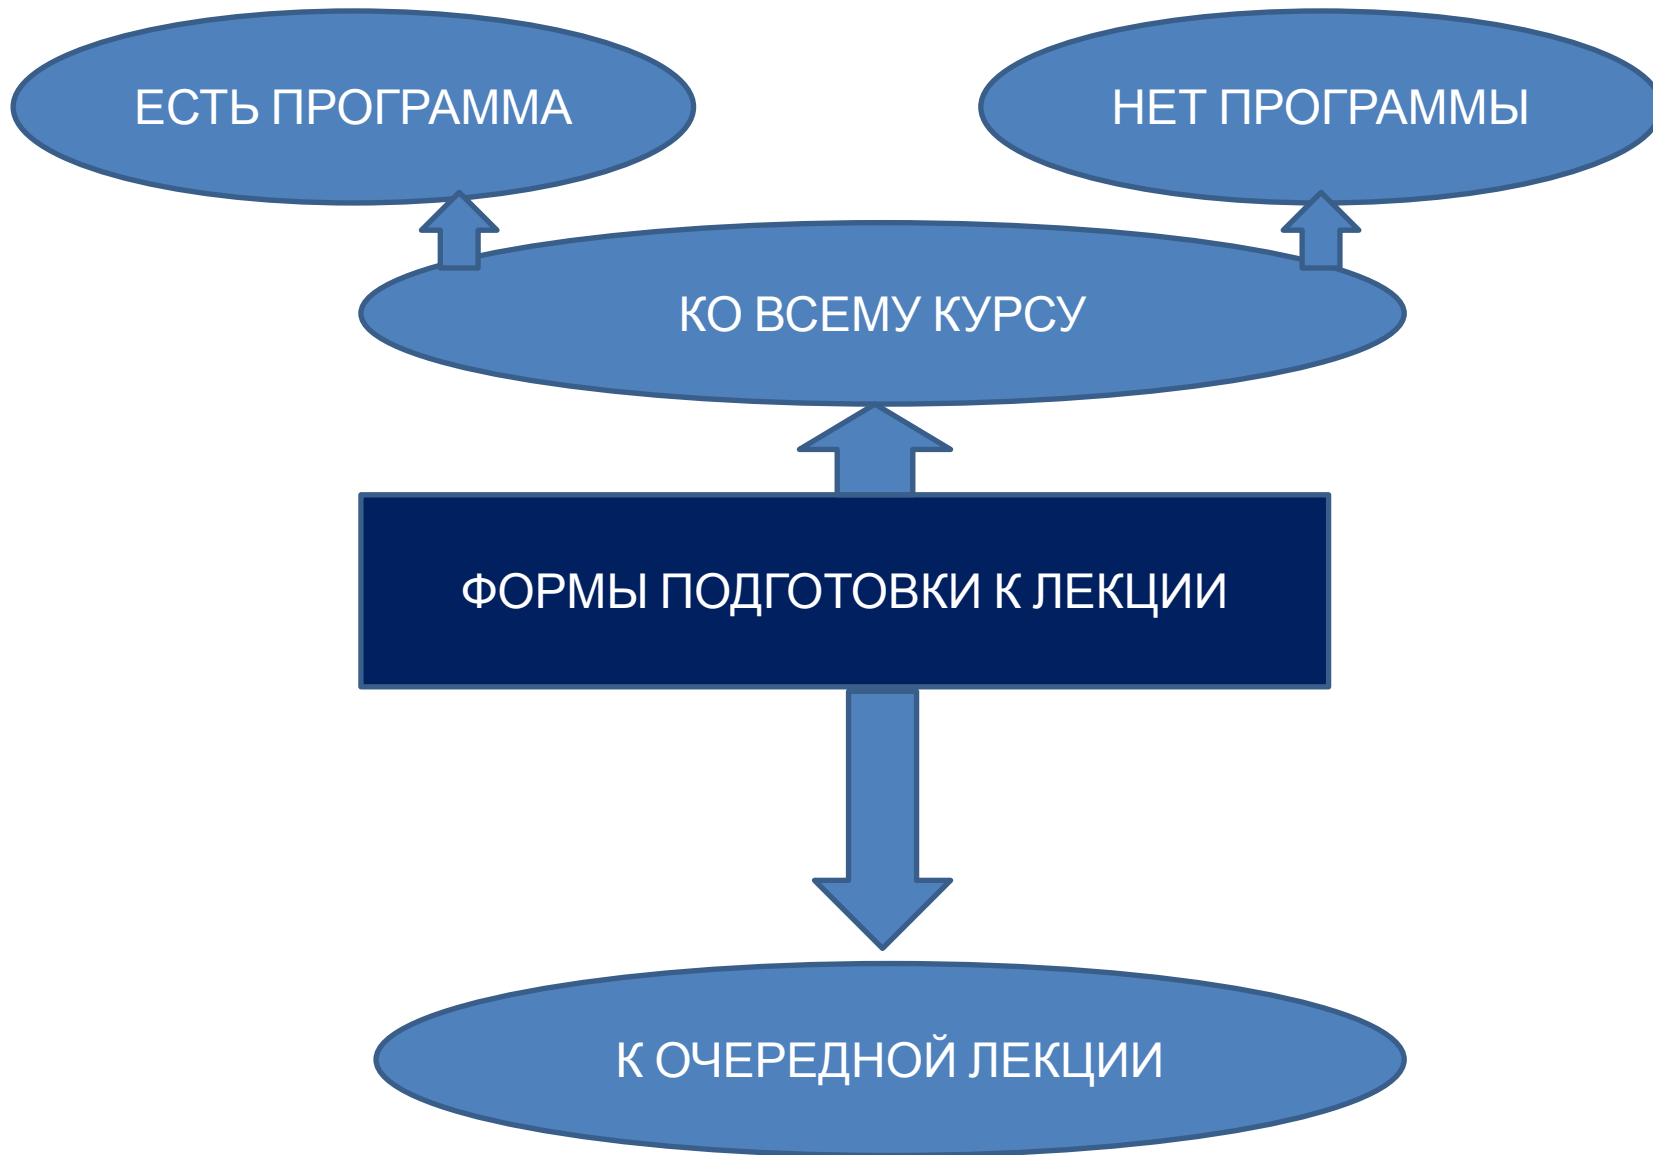 ЕСТЬ ПРОГРАММА
НЕТ ПРОГРАММЫ
КО ВСЕМУ КУРСУ
ФОРМЫ ПОДГОТОВКИ К ЛЕКЦИИ
К ОЧЕРЕДНОЙ ЛЕКЦИИ